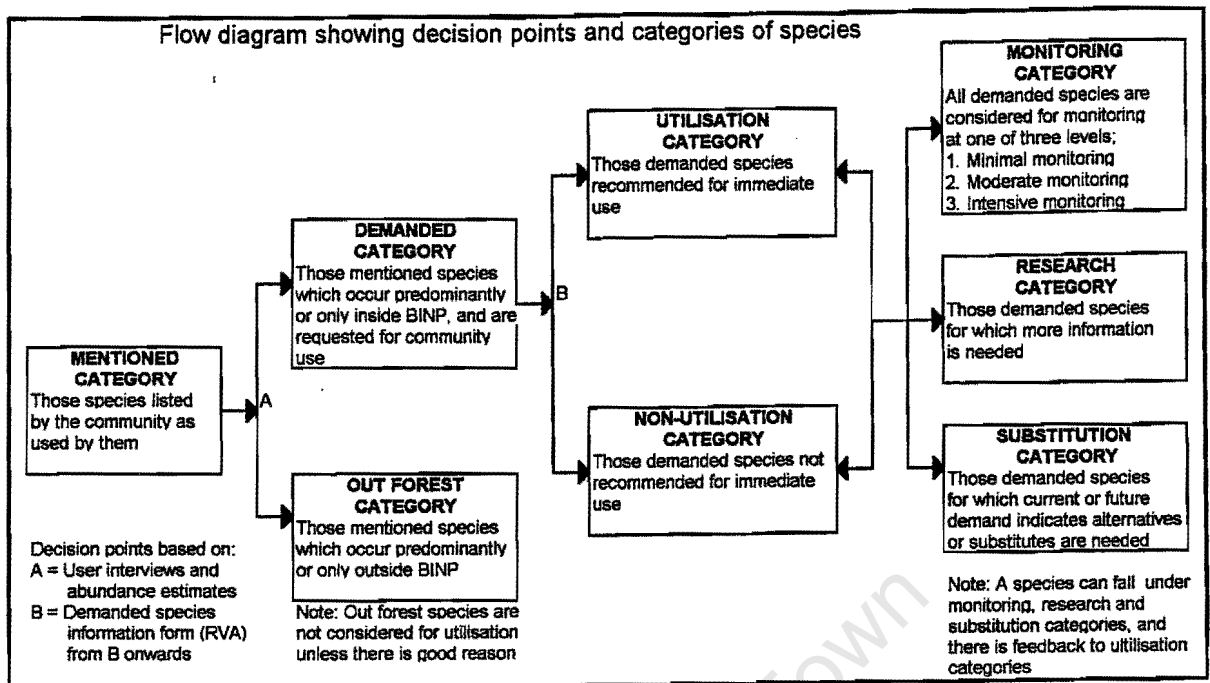 Flow diagram showing decision points and categories of species
MENTIONED
CATEGORY
Those species listed
by the community as
used by them
A
DEMANDED
CATEGORY
Those mentioned species
which occur predominantly
or only inside BINP, and are
requested for community
use
OUT FOREST
CATEGORY
Those mentioned species
which occur predominantly
or only outside BINP
Note: Out forest species are
not considered for utilisation
unless there is good reason
Decision points based on:
A = User interviews and
abundance estimates
B = Demanded species
information form (RVA)
from B onwards
B
UTILISATION
CATEGORY
Those demanded species
recommended for immediate
use
NON-UTILISATION
CATEGORY
Those demanded species not
recommended for immediate
use
MONITORING
CATEGORY
All demanded species are
considered for monitoring
at one of three levels;
1. Minimal monitoring
2. Moderate monitoring
3. Intensive monitoring
RESEARCH
CATEGORY
Those demanded species
for which more information
is needed
SUBSTITUTION
CATEGORY
Those demanded species
for which current or future
demand indicates alternatives
or substitutes are needed
Note: A species can fall under
monitoring, research and
substitution categories, and
there is feedback to ultilisation
categories
Town